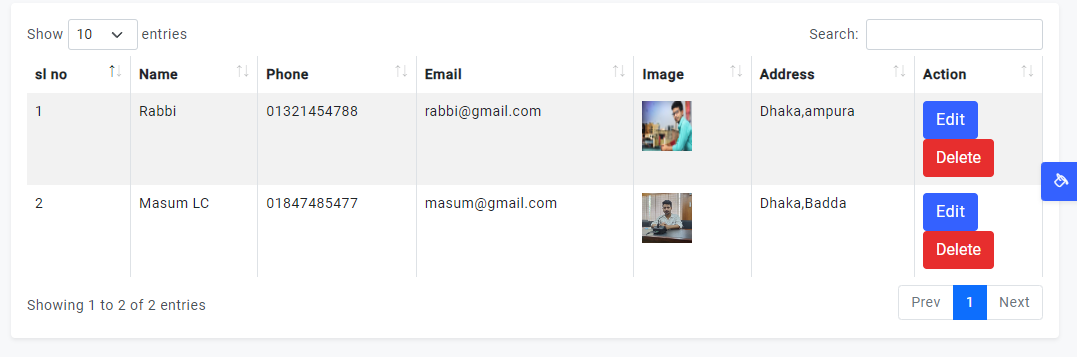 Show 10 entries Search:
sl no Name Phone Email Image Address Action
1 Rabbi 01321454788 rabbi@gmail.com Dhaka,ampura Edit
Delete
2 Masum LC 01847485477 masum@gmail.com Dhaka,Badda Edit
Delete
Showing 1 to 2 of 2 entries Prev 1 Next